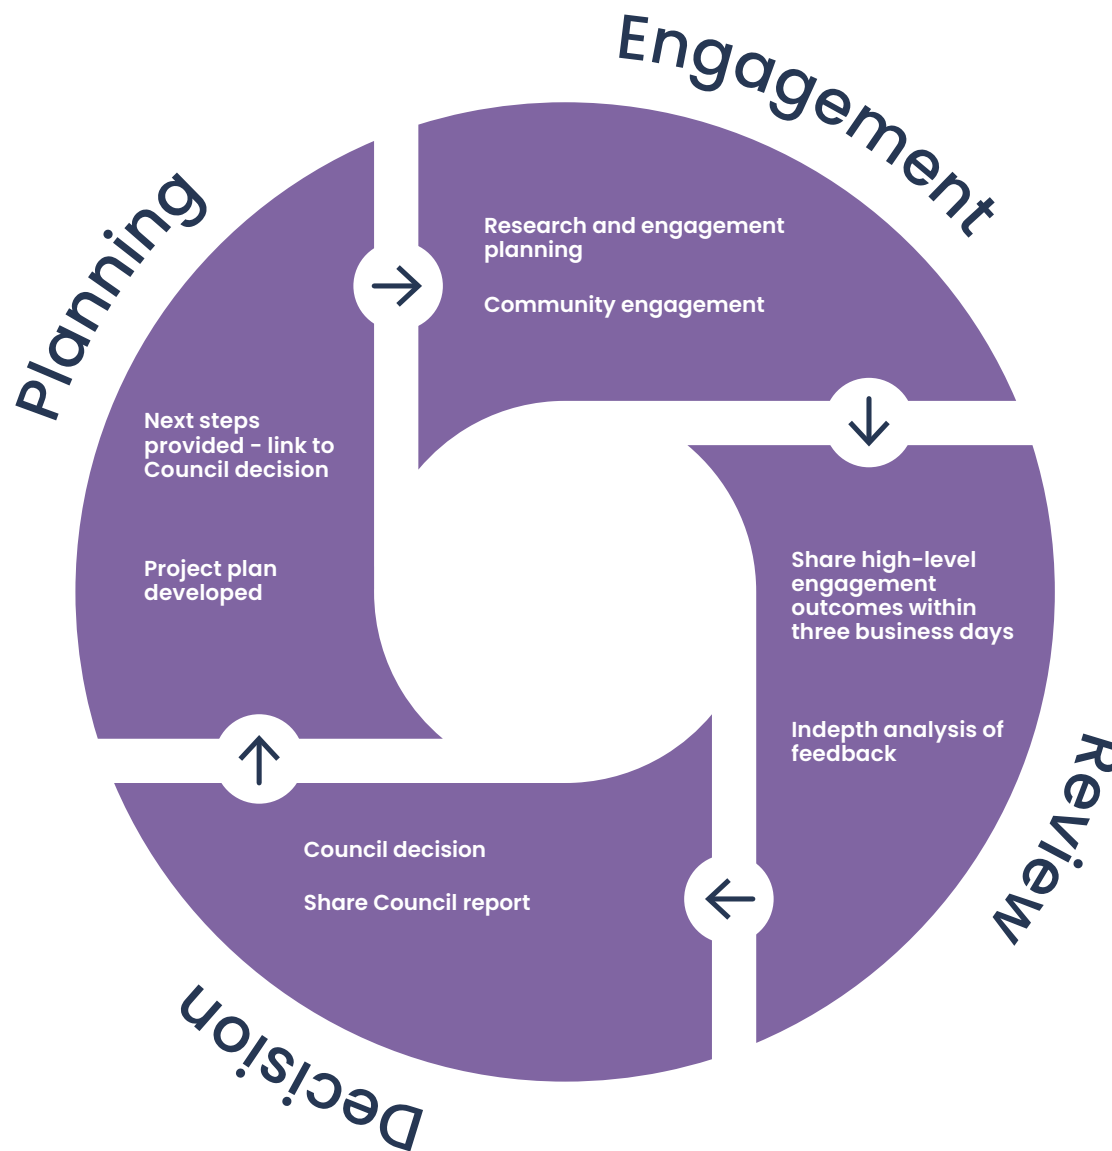 Engagement
Research and engagement
planning
Community engagement
Planning
Next steps
provided - link to
Council decision
Project plan
developed
Review
Share high-level
engagement
outcomes within
three business days
Indepth analysis of
feedback
Decision
Council decision
Share Council report